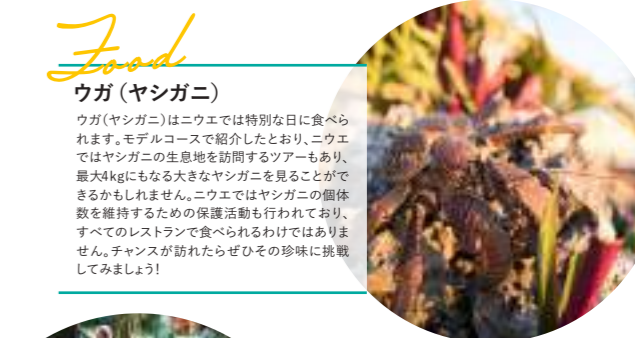 Food
ウガ（ヤシガニ）
ウガ（ヤシガニ）はニウエでは特別な日に食べら
れます。モデルコースで紹介したとおり、ニウエ
ではヤシガニの生息地を訪問するツアーもあり、
最大4kgにもなる大きなヤシガニを見ることがで
きるかもしれません。ニウエではヤシガニの個体
数を維持するための保護活動も行われており、
すべてのレストランで食べられるわけではありま
せん。チャンスが訪れたらぜひその珍味に挑戦
してみましょう！